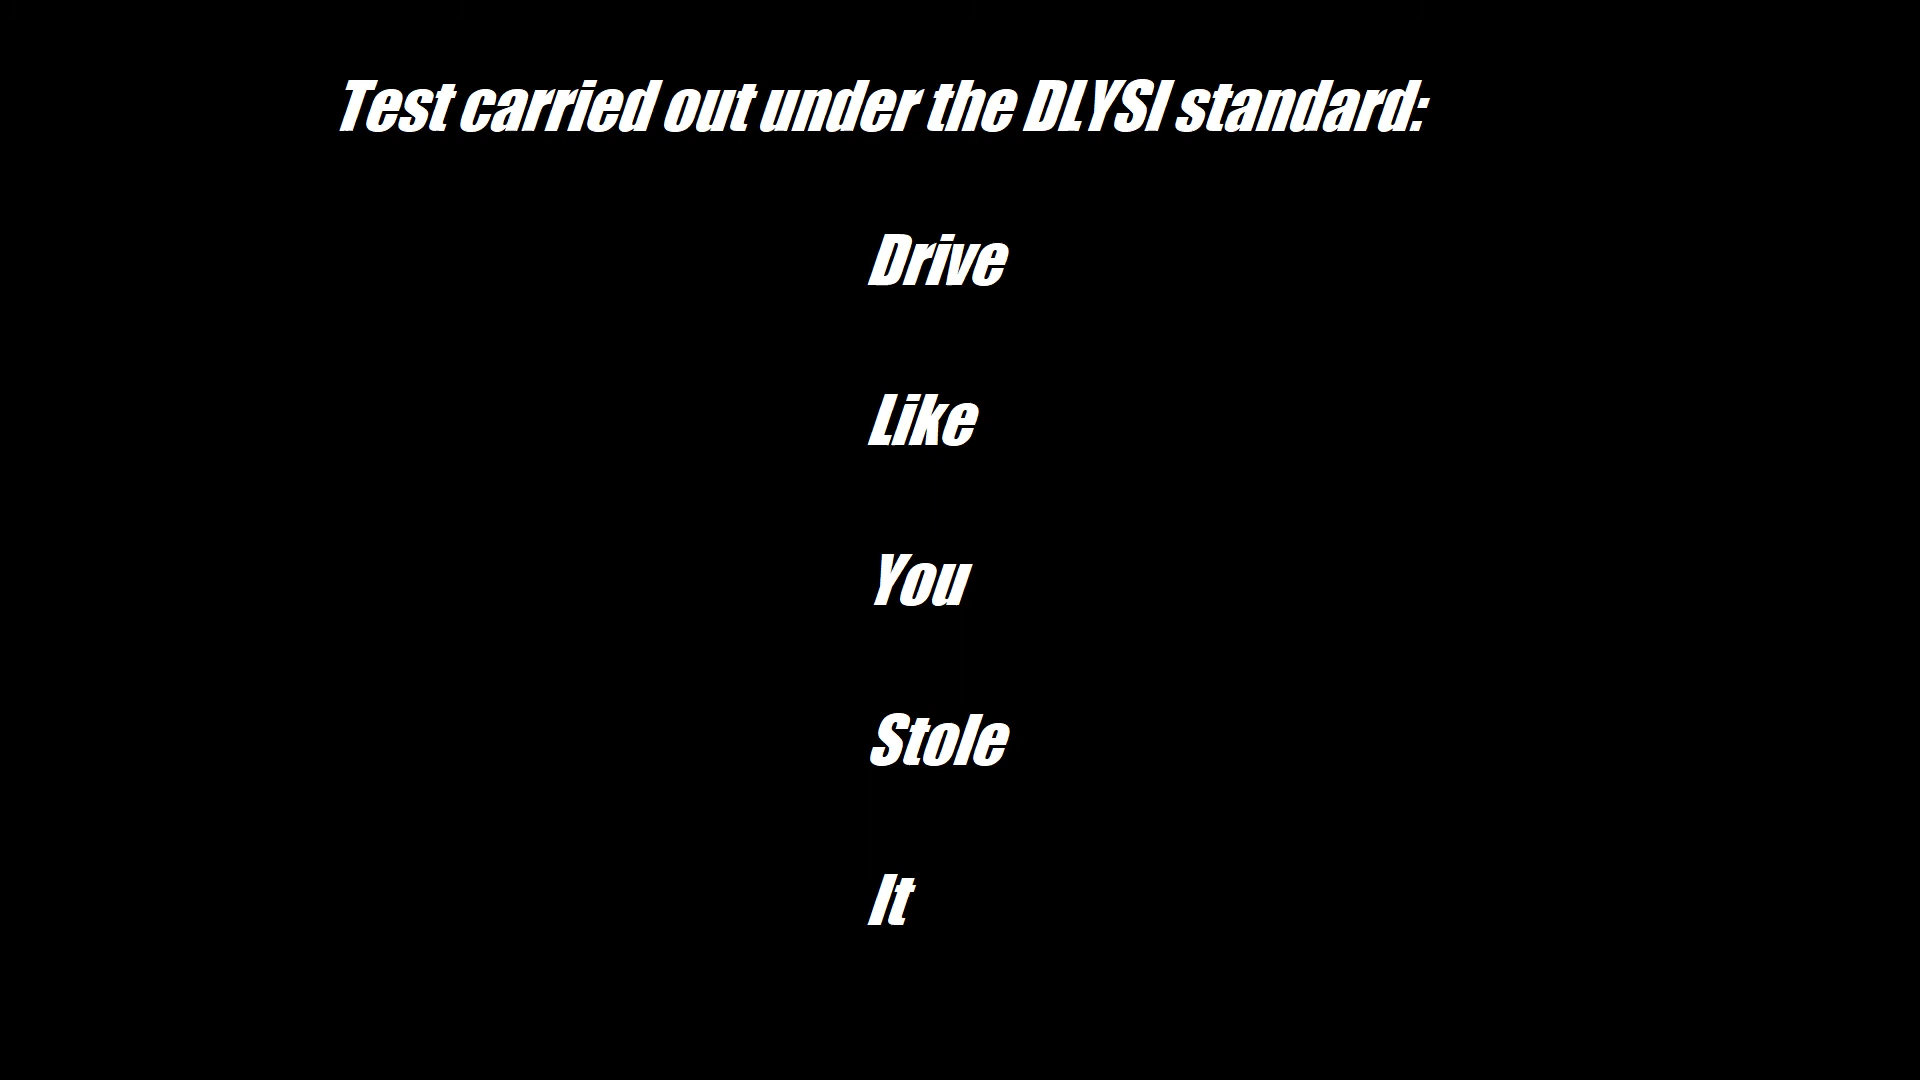 Test carried out under the DLYSI standard:
Drive
Like
You
Stole
It